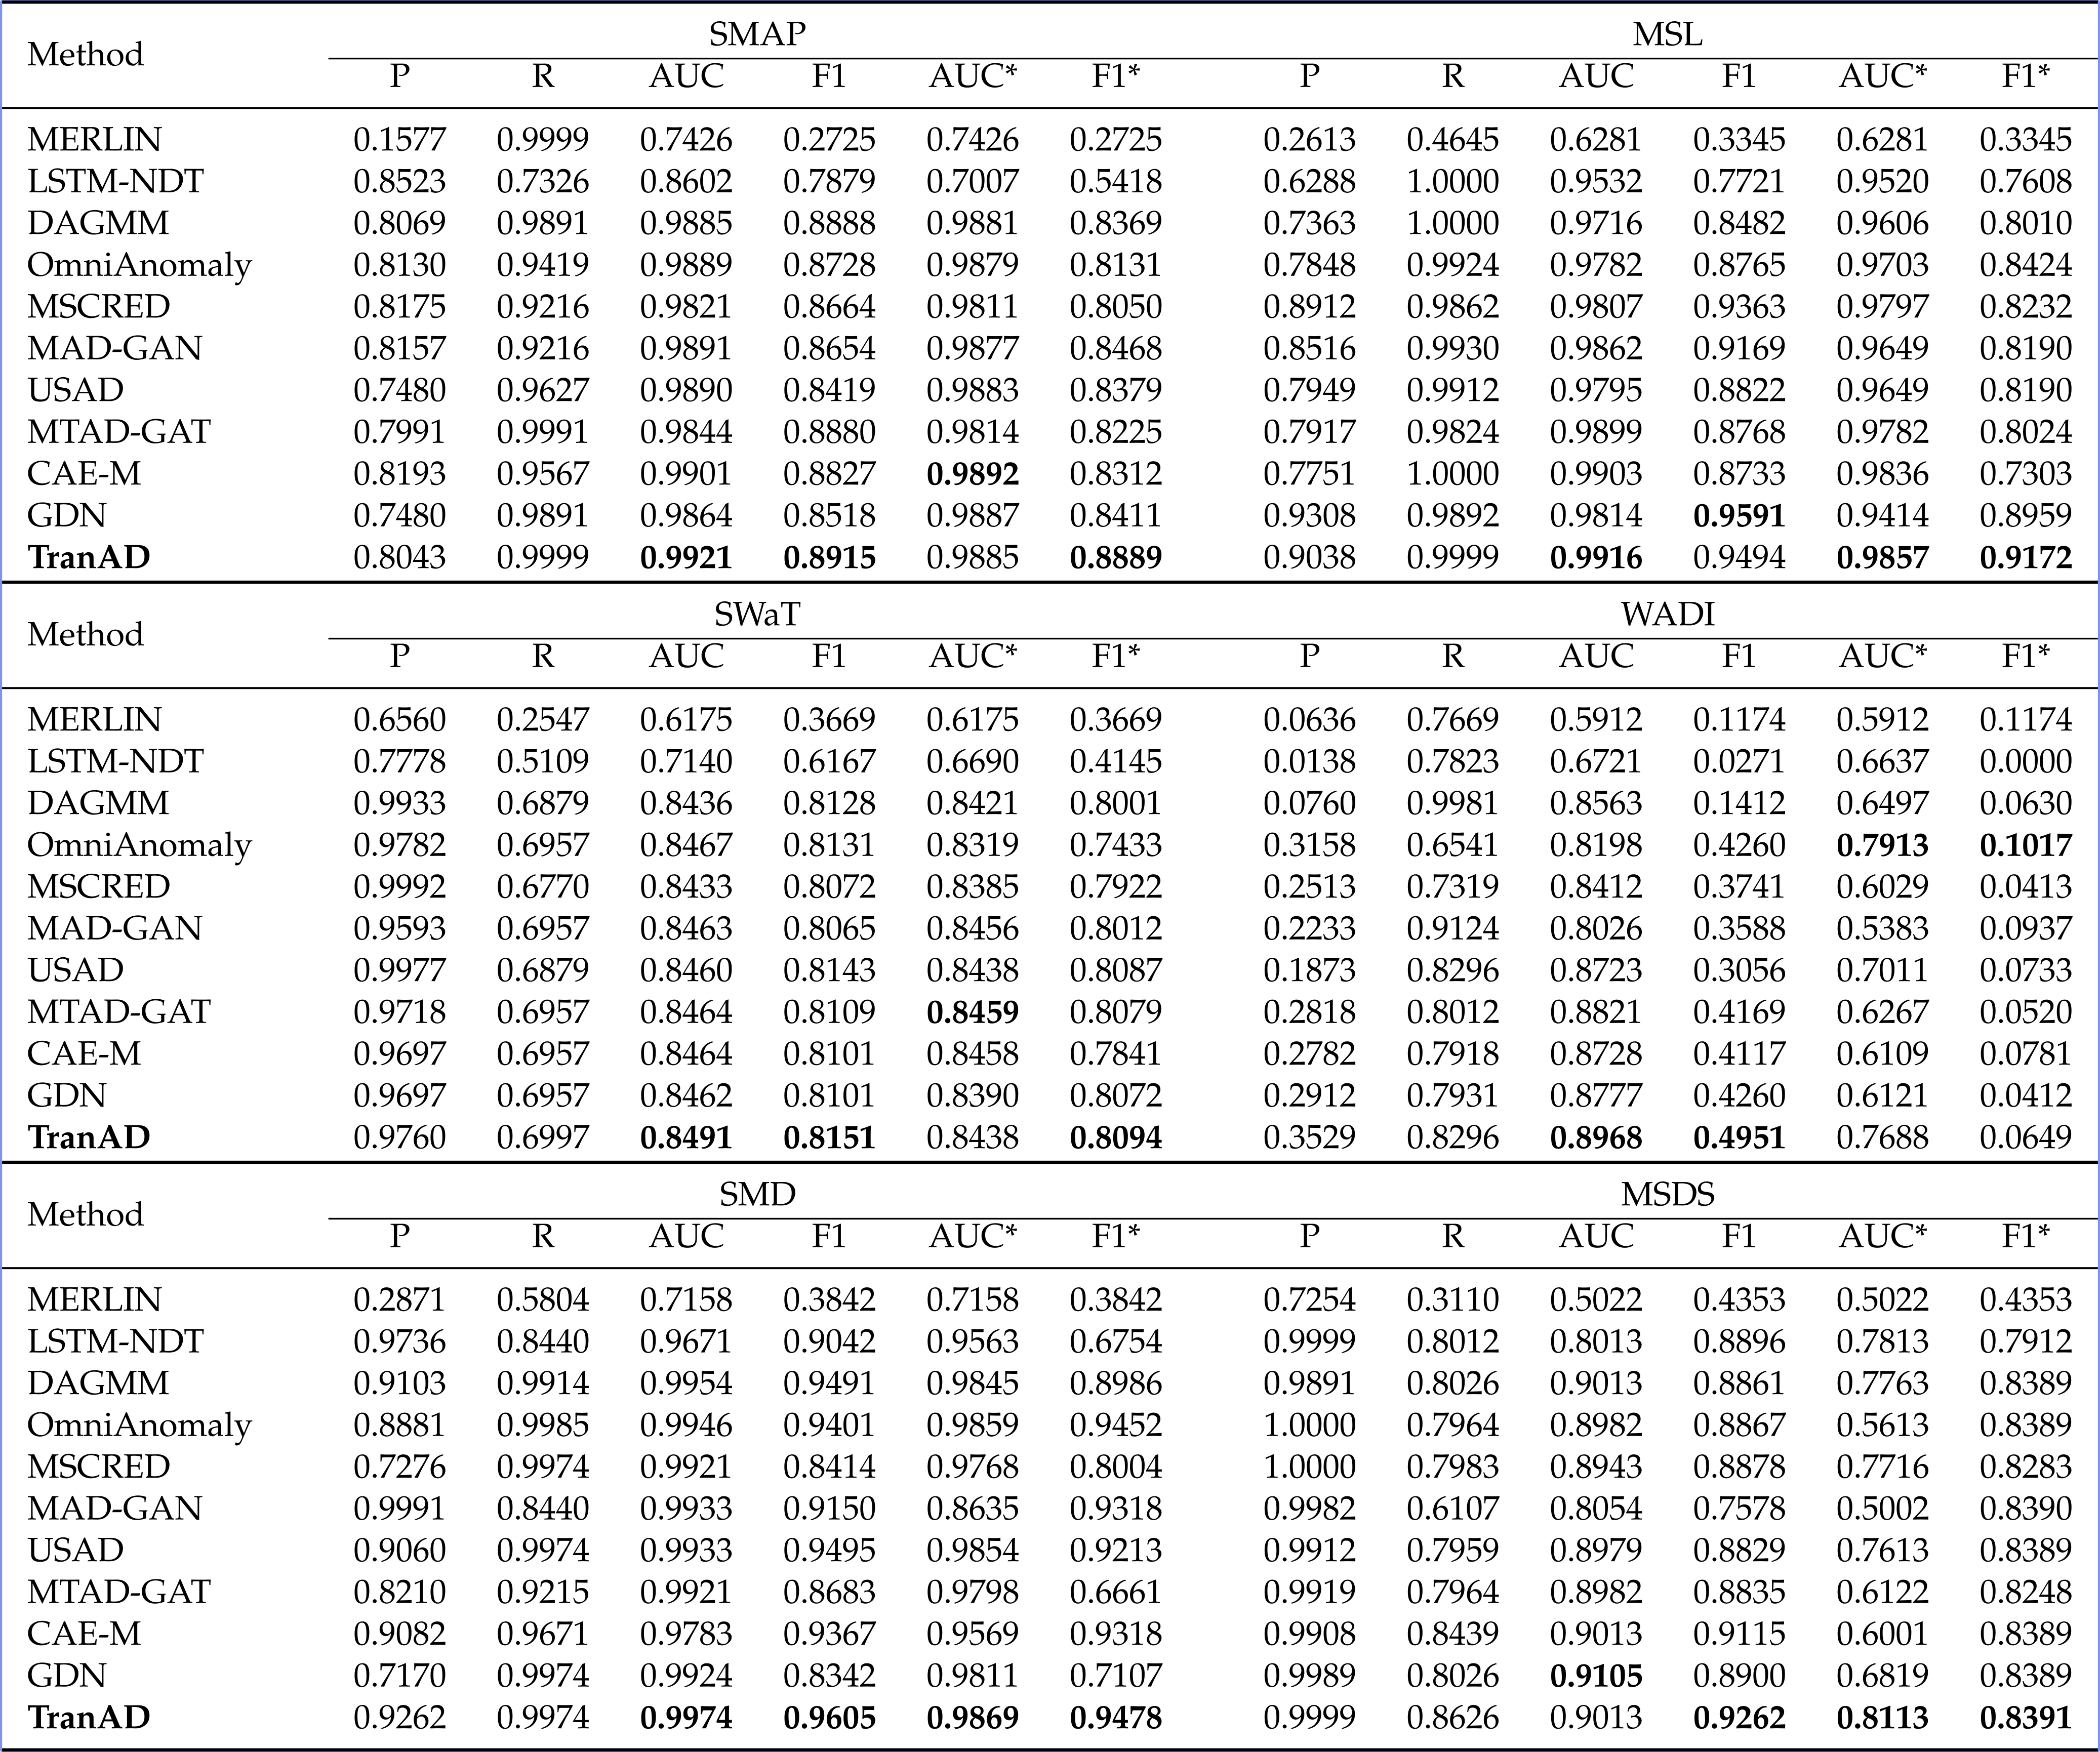 Method SMAP MSL
P R AUC F1 AUC* F1* P R AUC F1 AUC* F1*
MERLIN 0.1577 0.9999 0.7426 0.2725 0.7426 0.2725 0.2613 0.4645 0.6281 0.3345 0.6281 0.3345
LSTM-NDT 0.8523 0.7326 0.8602 0.7879 0.7007 0.5418 0.6288 1.0000 0.9532 0.7721 0.9520 0.7608
DAGMM 0.8069 0.9891 0.9885 0.8888 0.9881 0.8369 0.7363 1.0000 0.9716 0.8482 0.9606 0.8010
OmniAnomaly 0.8130 0.9419 0.9889 0.8728 0.9879 0.8131 0.7848 0.9924 0.9782 0.8765 0.9703 0.8424
MSCRED 0.8175 0.9216 0.9821 0.8664 0.9811 0.8050 0.8912 0.9862 0.9807 0.9363 0.9797 0.8232
MAD-GAN 0.8157 0.9216 0.9891 0.8654 0.9877 0.8468 0.8516 0.9930 0.9862 0.9169 0.9649 0.8190
USAD 0.7480 0.9627 0.9890 0.8419 0.9883 0.8379 0.7949 0.9912 0.9795 0.8822 0.9649 0.8190
MTAD-GAT 0.7991 0.9991 0.9844 0.8880 0.9814 0.8225 0.7917 0.9824 0.9899 0.8768 0.9782 0.8024
CAE-M 0.8193 0.9567 0.9901 0.8827 0.9892 0.8312 0.7751 1.0000 0.9903 0.8733 0.9836 0.7303
GDN 0.7480 0.9891 0.9864 0.8518 0.9887 0.8411 0.9308 0.9892 0.9814 0.9591 0.9414 0.8959
TranAD 0.8043 0.9999 0.9921 0.8915 0.9885 0.8889 0.9038 0.9999 0.9916 0.9494 0.9857 0.9172
Method SWaT WADI
P R AUC F1 AUC* F1* P R AUC F1 AUC* F1*
MERLIN 0.6560 0.2547 0.6175 0.3669 0.6175 0.3669 0.0636 0.7669 0.5912 0.1174 0.5912 0.1174
LSTM-NDT 0.7778 0.5109 0.7140 0.6167 0.6690 0.4145 0.0138 0.7823 0.6721 0.0271 0.6637 0.0000
DAGMM 0.9933 0.6879 0.8436 0.8128 0.8421 0.8001 0.0760 0.9981 0.8563 0.1412 0.6497 0.0630
OmniAnomaly 0.9782 0.6957 0.8467 0.8131 0.8319 0.7433 0.3158 0.6541 0.8198 0.4260 0.7913 0.1017
MSCRED 0.9992 0.6770 0.8433 0.8072 0.8385 0.7922 0.2513 0.7319 0.8412 0.3741 0.6029 0.0413
MAD-GAN 0.9593 0.6957 0.8463 0.8065 0.8456 0.8012 0.2233 0.9124 0.8026 0.3588 0.5383 0.0937
USAD 0.9977 0.6879 0.8460 0.8143 0.8438 0.8087 0.1873 0.8296 0.8723 0.3056 0.7011 0.0733
MTAD-GAT 0.9718 0.6957 0.8464 0.8109 0.8459 0.8079 0.2818 0.8012 0.8821 0.4169 0.6267 0.0520
CAE-M 0.9697 0.6957 0.8464 0.8101 0.8458 0.7841 0.2782 0.7918 0.8728 0.4117 0.6109 0.0781
GDN 0.9697 0.6957 0.8462 0.8101 0.8390 0.8072 0.2912 0.7931 0.8777 0.4260 0.6121 0.0412
TranAD 0.9760 0.6997 0.8491 0.8151 0.8438 0.8094 0.3529 0.8296 0.8968 0.4951 0.7688 0.0649
Method SMD MSDS
P R AUC F1 AUC* F1* P R AUC F1 AUC* F1*
MERLIN 0.2871 0.5804 0.7158 0.3842 0.7158 0.3842 0.7254 0.3110 0.5022 0.4353 0.5022 0.4353
LSTM-NDT 0.9736 0.8440 0.9671 0.9042 0.9563 0.6754 0.9999 0.8012 0.8013 0.8896 0.7813 0.7912
DAGMM 0.9103 0.9914 0.9954 0.9491 0.9845 0.8986 0.9891 0.8026 0.9013 0.8861 0.7763 0.8389
OmniAnomaly 0.8881 0.9985 0.9946 0.9401 0.9859 0.9452 1.0000 0.7964 0.8982 0.8867 0.5613 0.8389
MSCRED 0.7276 0.9974 0.9921 0.8414 0.9768 0.8004 1.0000 0.7983 0.8943 0.8878 0.7716 0.8283
MAD-GAN 0.9991 0.8440 0.9933 0.9150 0.8635 0.9318 0.9982 0.6107 0.8054 0.7578 0.5002 0.8390
USAD 0.9060 0.9974 0.9933 0.9495 0.9854 0.9213 0.9912 0.7959 0.8979 0.8829 0.7613 0.8389
MTAD-GAT 0.8210 0.9215 0.9921 0.8683 0.9798 0.6661 0.9919 0.7964 0.8982 0.8835 0.6122 0.8248
CAE-M 0.9082 0.9671 0.9783 0.9367 0.9569 0.9318 0.9908 0.8439 0.9013 0.9115 0.6001 0.8389
GDN 0.7170 0.9974 0.9924 0.8342 0.9811 0.7107 0.9989 0.8026 0.9105 0.8900 0.6819 0.8389
TranAD 0.9262 0.9974 0.9974 0.9605 0.9869 0.9478 0.9999 0.8626 0.9013 0.9262 0.8113 0.8391